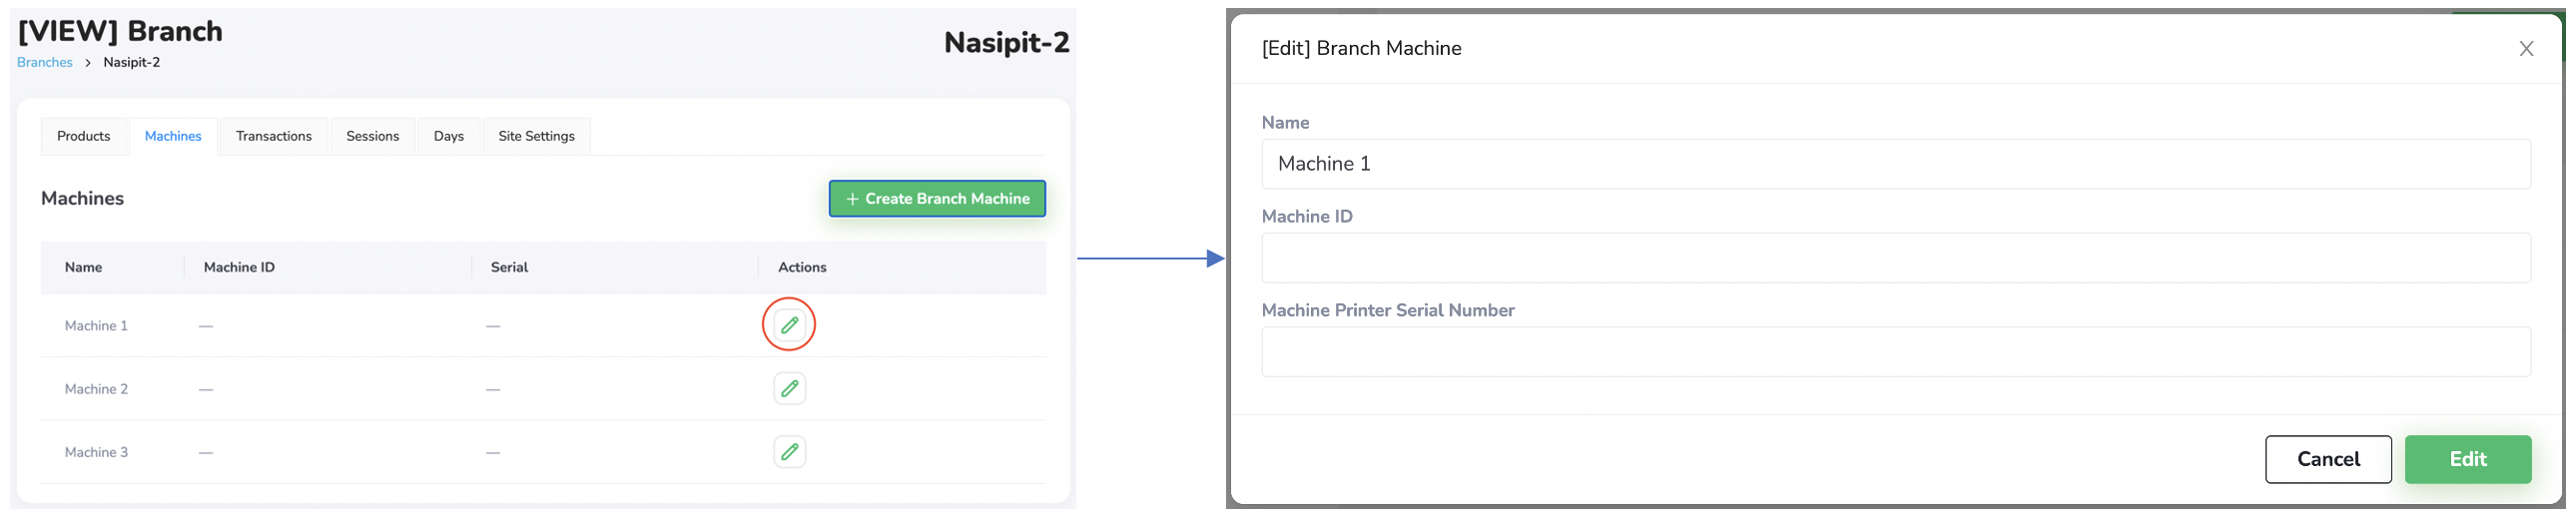 [VIEW] Branch
Nasipit-2
Branches > Nasipit-2
Products Machines Transactions Sessions Days Site Settings
Machines
+ Create Branch Machine
Name Machine ID Serial Actions
Machine 1 — —
Machine 2 — —
Machine 3 — —
[Edit] Branch Machine
X
Name
Machine 1
Machine ID
Machine Printer Serial Number
Cancel Edit